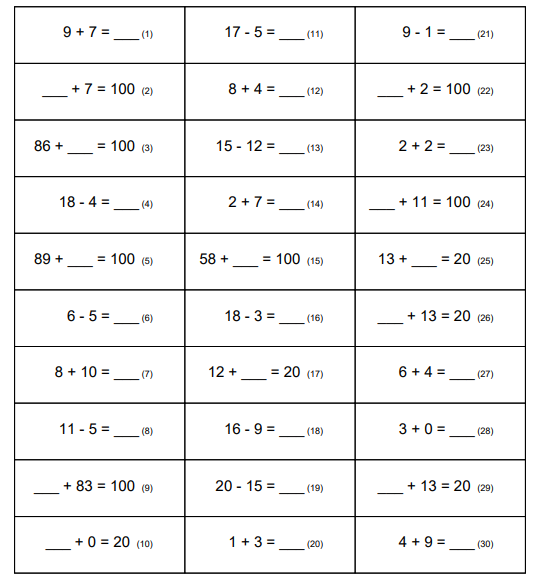 9 + 7 = ___ (1)
17 - 5 = ___ (11)
9 - 1 = ___ (21)
___ + 7 = 100 (2)
8 + 4 = ___ (12)
___ + 2 = 100 (22)
86 + ___ = 100 (3)
15 - 12 = ___ (13)
2 + 2 = ___ (23)
18 - 4 = ___ (4)
2 + 7 = ___ (14)
___ + 11 = 100 (24)
89 + ___ = 100 (5)
58 + ___ = 100 (15)
13 + ___ = 20 (25)
6 - 5 = ___ (6)
18 - 3 = ___ (16)
___ + 13 = 20 (26)
8 + 10 = ___ (7)
12 + ___ = 20 (17)
6 + 4 = ___ (27)
11 - 5 = ___ (8)
16 - 9 = ___ (18)
3 + 0 = ___ (28)
___ + 83 = 100 (9)
20 - 15 = ___ (19)
___ + 13 = 20 (29)
___ + 0 = 20 (10)
1 + 3 = ___ (20)
4 + 9 = ___ (30)